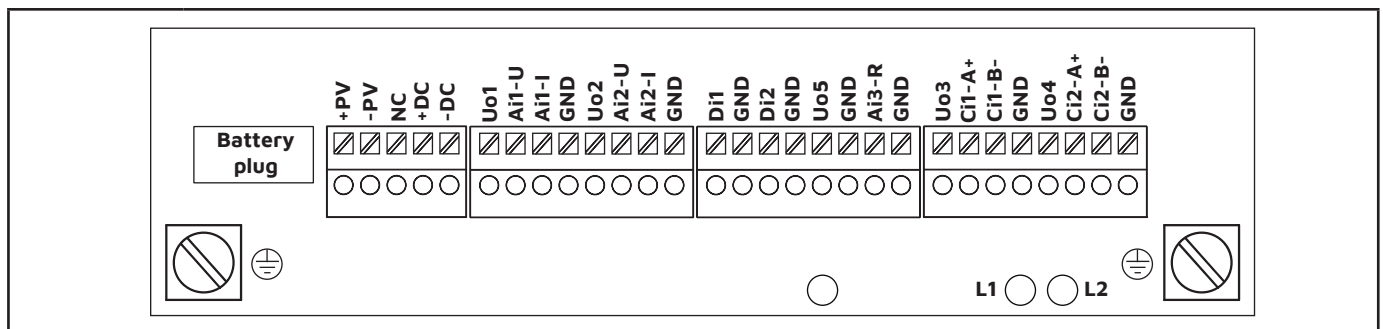 +PV -PV NC +DC -DC Uo1 Ai1-U Ai1-I GND Uo2 Ai2-U Ai2-I GND Di1 GND Di2 GND Uo5 GND Ai3-R GND Uo3 Ci1-A+ Ci1-B- GND Uo4 Ci2-A+ Ci2-B- GND
Battery
plug
L1 L2